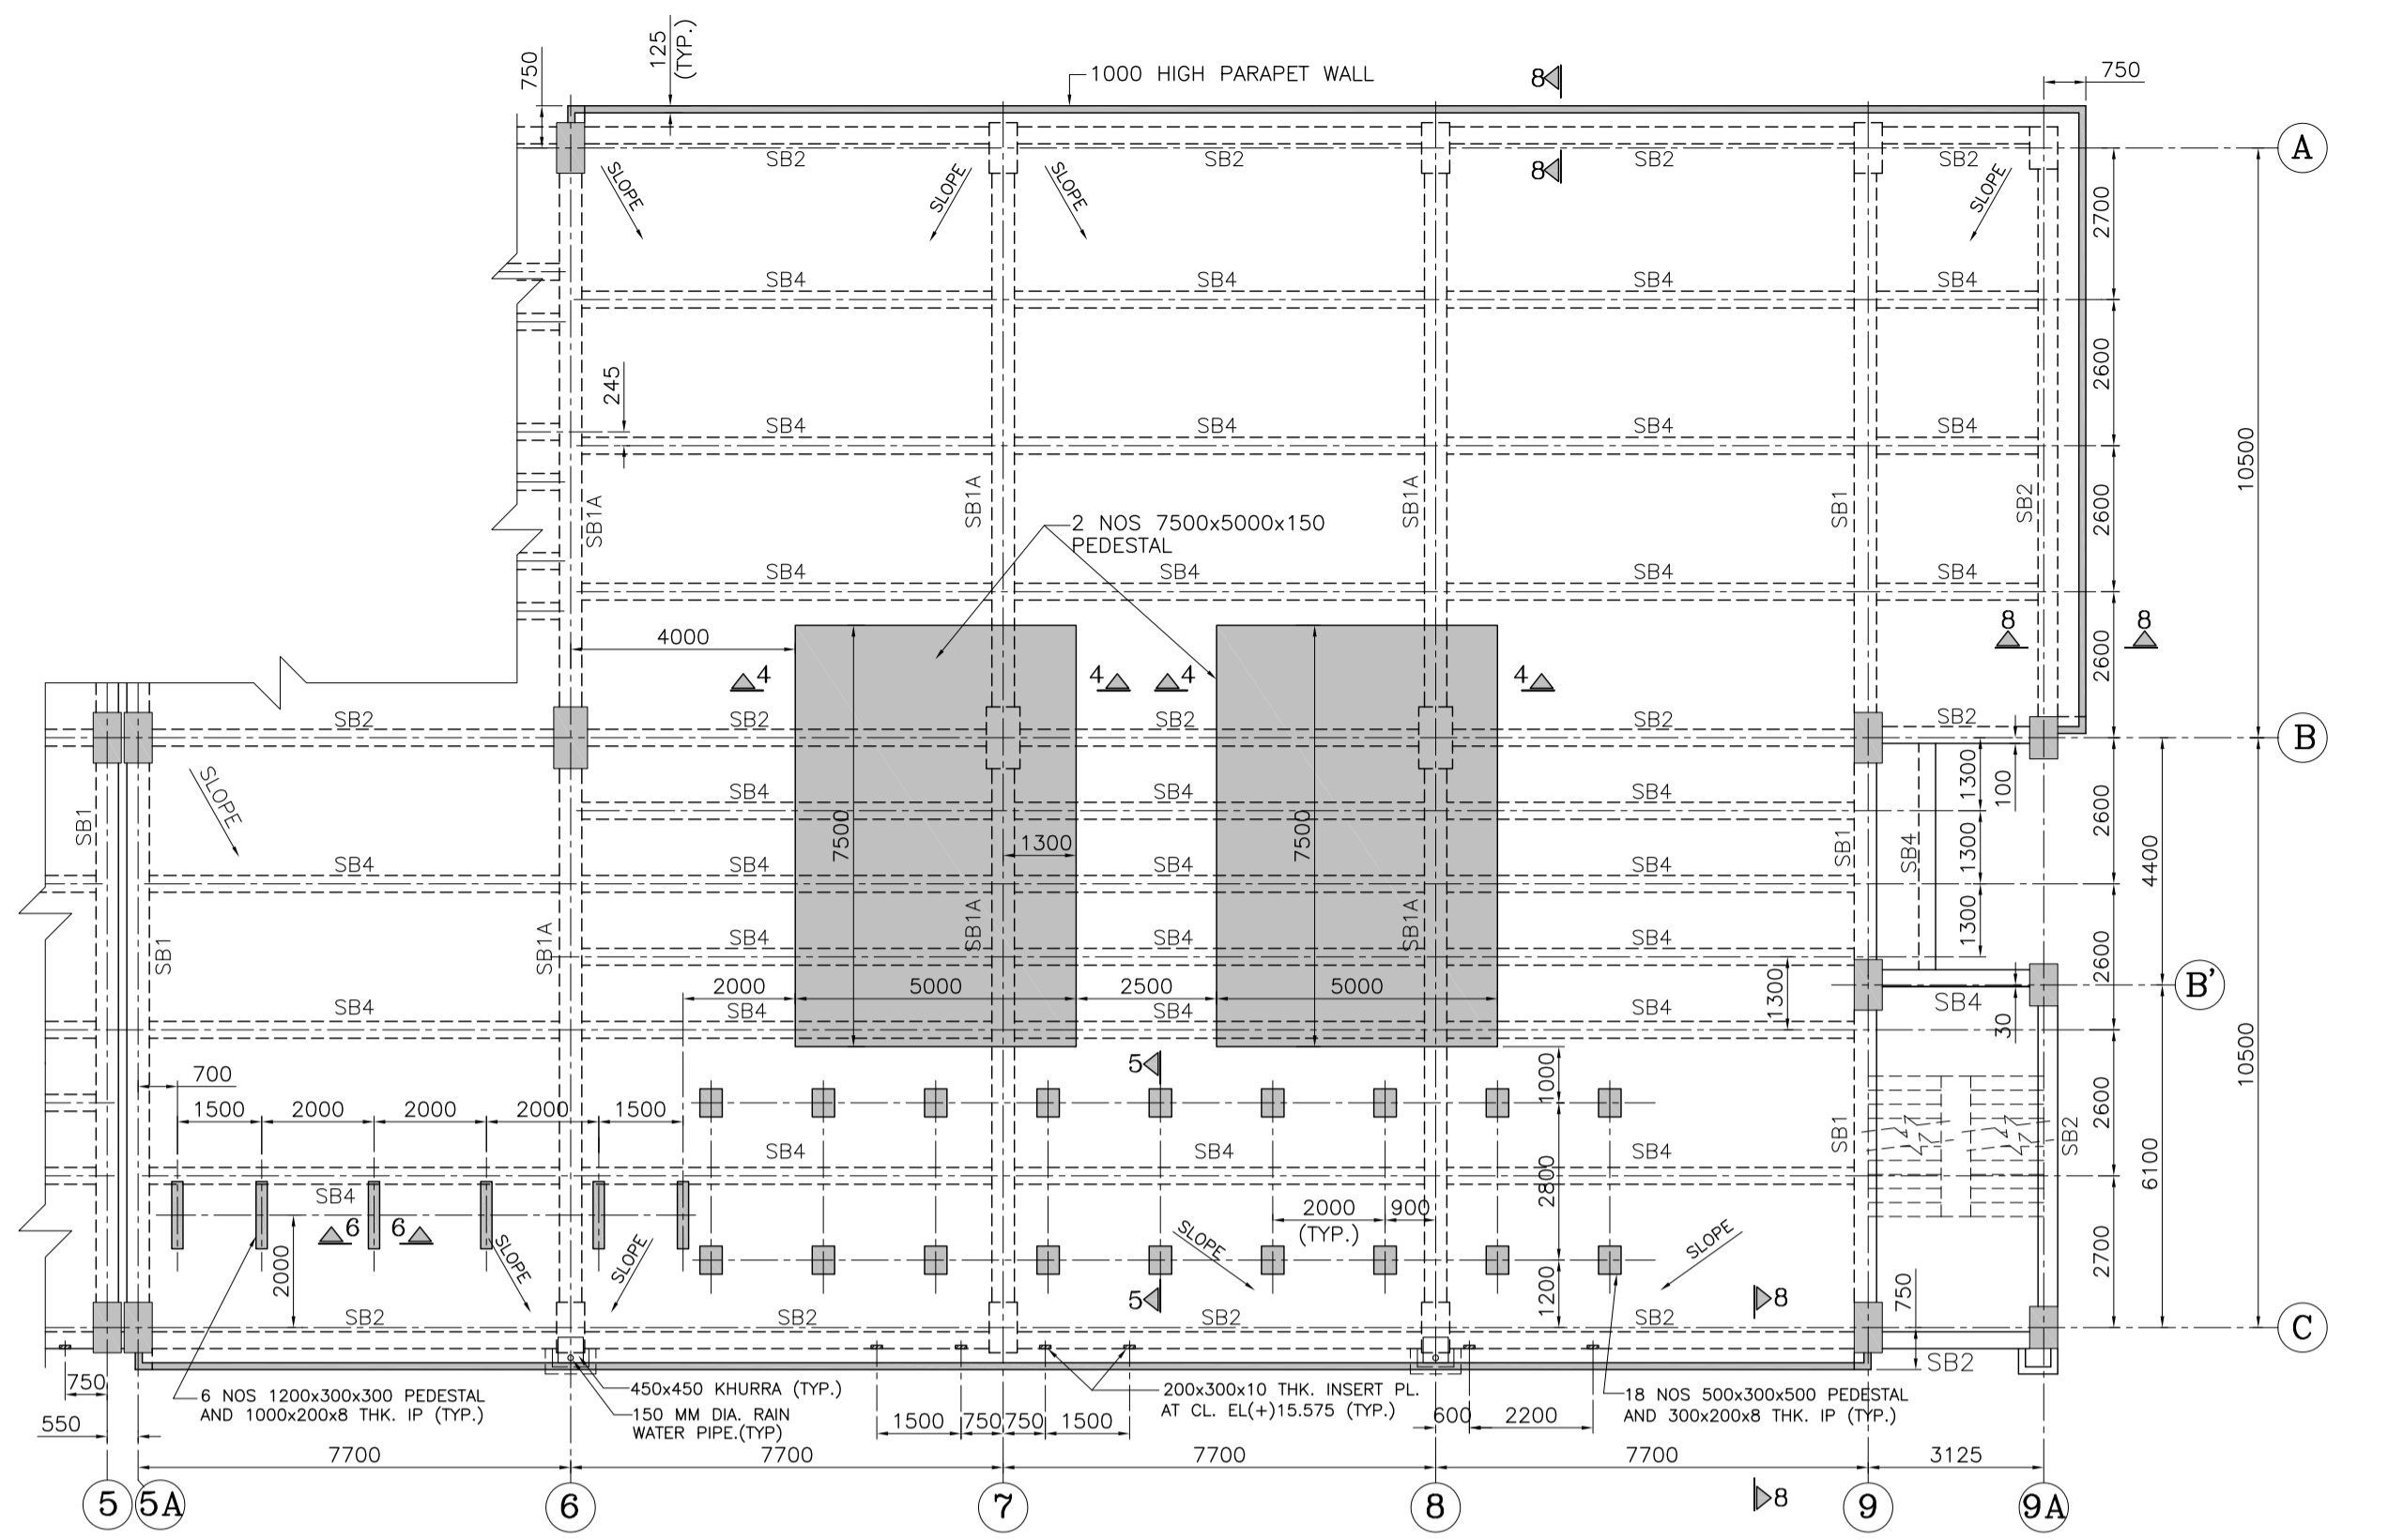 750
125
(TYP.)
1000 HIGH PARAPET WALL
8
750
A
SB2
SB2
SB2
SB2
8
SLOPE
SLOPE
SLOPE
SLOPE
2700
SB4
SB4
SB4
SB4
245
2600
SB4
SB4
SB4
SB4
10500
SB1A
SB1A
SB1A
SB1
SB2
2600
2 NOS 7500x5000x150
PEDESTAL
SB4
SB4
SB4
SB4
4000
8
8
2600
4
4
4
4
SB2
SB2
SB2
SB2
SB2
B
SLOPE
1300
100
SB4
SB4
SB4
SB1
7500
7500
2600
1300
SB1
SB4
1300
4400
SB4
SB4
SB4
SB4
1300
SB1
SB1A
SB1A
SB1A
SB4
SB4
SB4
2600
2000
5000
2500
5000
1300
B'
SB4
SB4
SB4
SB4
SB4
30
10500
5
1000
700
1500
2000
2000
2000
1500
2600
SB1
SB2
SB4
SB4
SB4
6100
2800
SB4
2000
(TYP.)
900
6
6
SLOPE
SLOPE
SLOPE
SLOPE
2000
2700
5
1200
8
750
SB2
SB2
SB2
SB2
C
SB2
750
6 NOS 1200x300x300 PEDESTAL
AND 1000x200x8 THK. IP (TYP.)
450x450 KHURRA (TYP.)
150 MM DIA. RAIN
WATER PIPE.(TYP)
200x300x10 THK. INSERT PL.
AT CL. EL(+)15.575 (TYP.)
18 NOS 500x300x500 PEDESTAL
AND 300x200x8 THK. IP (TYP.)
550
1500
750
750
1500
600
2200
7700
7700
7700
7700
3125
5
5A
6
7
8
8
9
9A